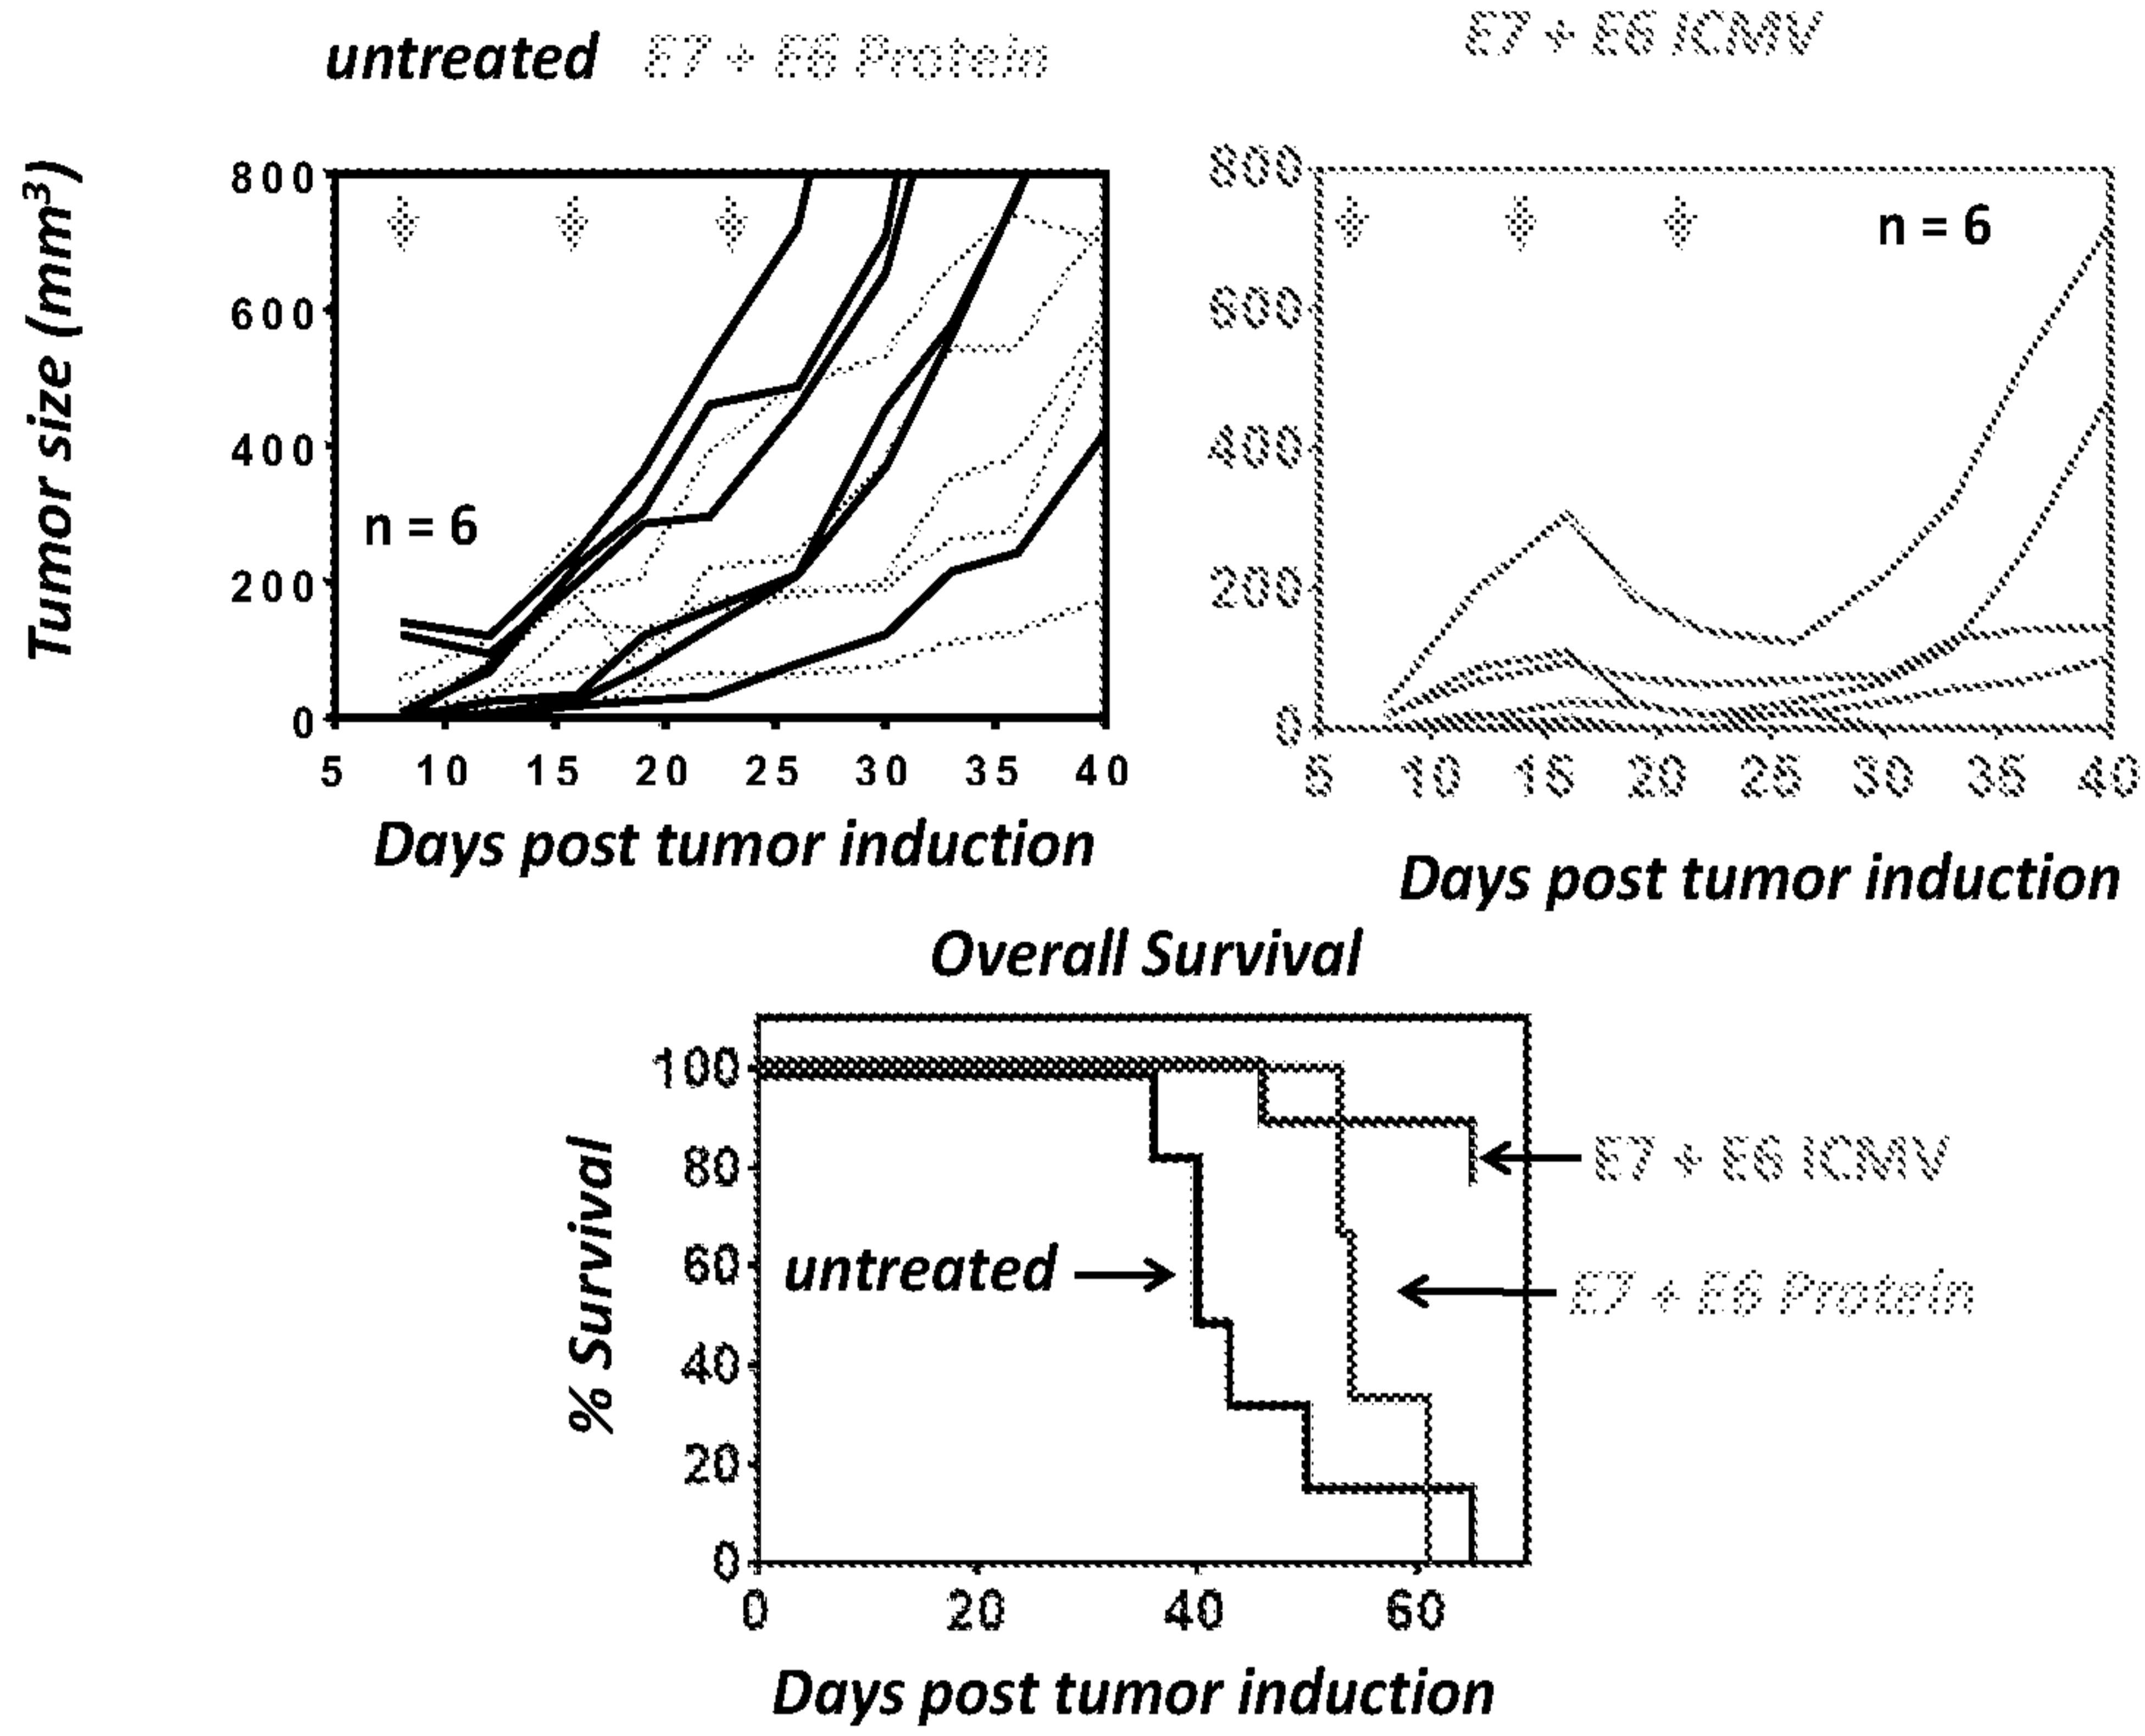 untreated E7 + E6 Protein
E7 + E6 ICMV
Tumor size (mm³)
800
600
400
200
0
n = 6
5 10 15 20 25 30 35 40
Days post tumor induction
800
600
400
200
0
n = 6
5 10 15 20 25 30 35 40
Days post tumor induction
Overall Survival
% Survival
100
80
60
40
20
0
untreated
E7 + E6 ICMV
E7 + E6 Protein
0 20 40 60
Days post tumor induction